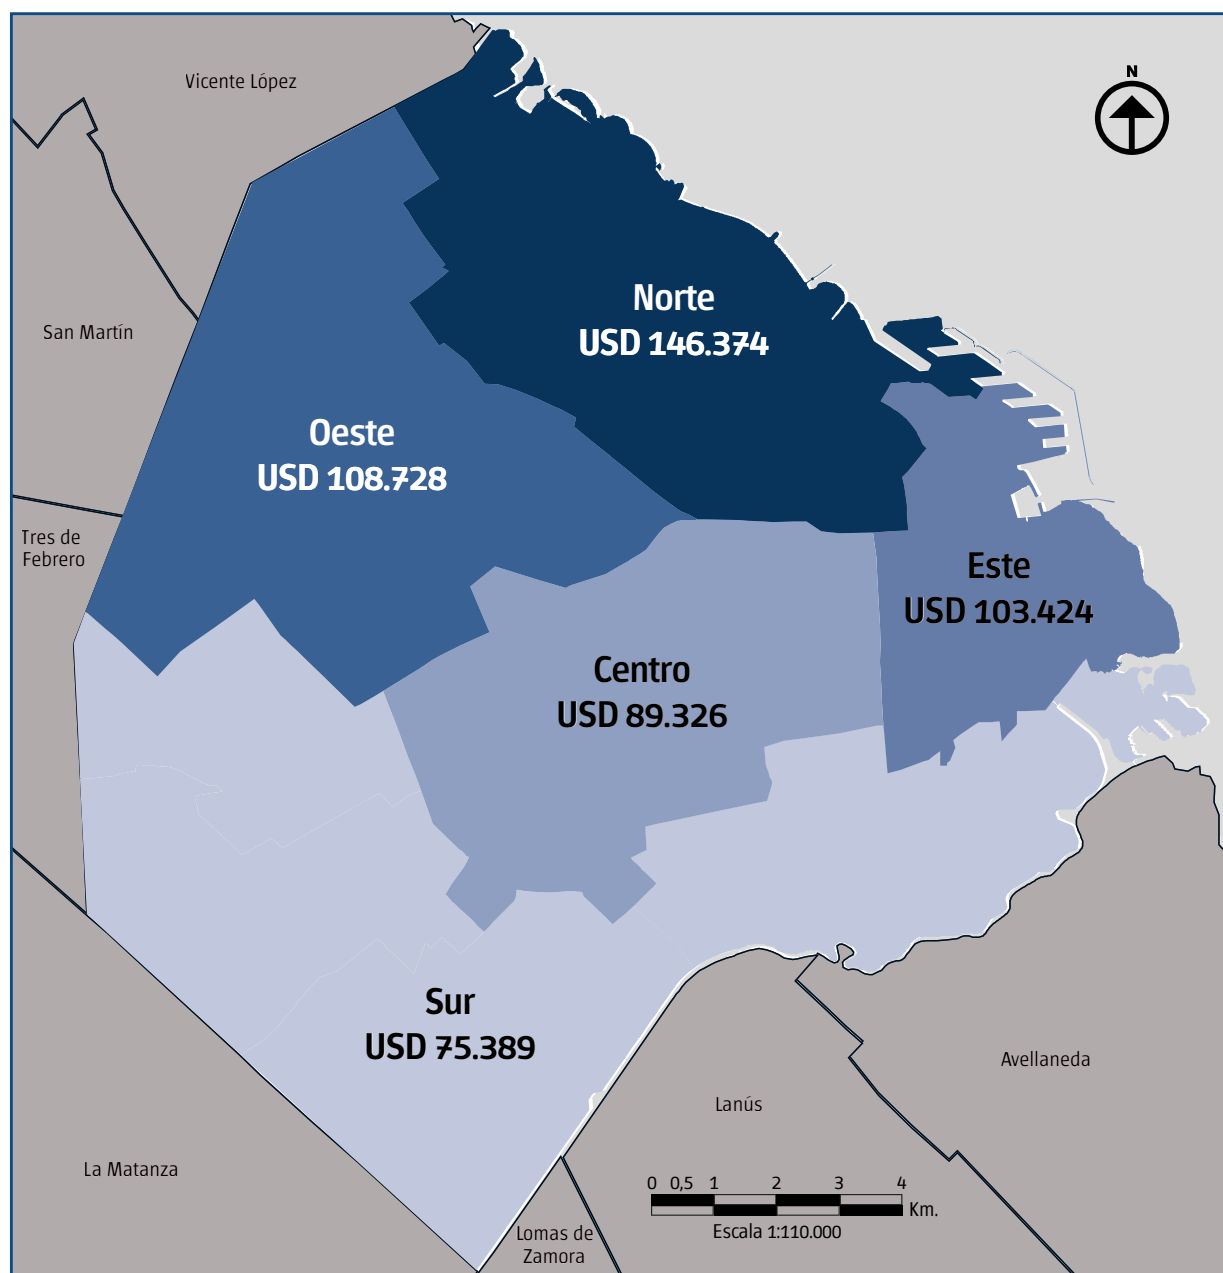 N
Vicente López
Norte
USD 146.374
San Martín
Oeste
USD 108.728
Tres de
Febrero
Este
USD 103.424
Centro
USD 89.326
Sur
USD 75.389
Avellaneda
Lanús
La Matanza
0 0,5 1 2 3 4
Km.
Escala 1:110.000
Lomas de
Zamora